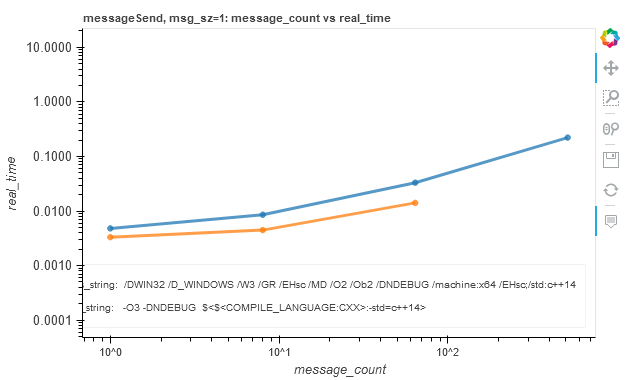 messageSend, msg_sz=1: message_count vs real_time
10.0000
1.0000
0.1000
0.0100
0.0010
0.0001
real_time
_string: /DWIN32 /D_WINDOWS /W3 /GR /EHsc /MD /O2 /Ob2 /DNDEBUG /machine:x64 /EHsc;/std:c++14
_string: -O3 -DNDEBUG $<$<COMPILE_LANGUAGE:CXX>:-std=c++14>
10^0 10^1 10^2
message_count